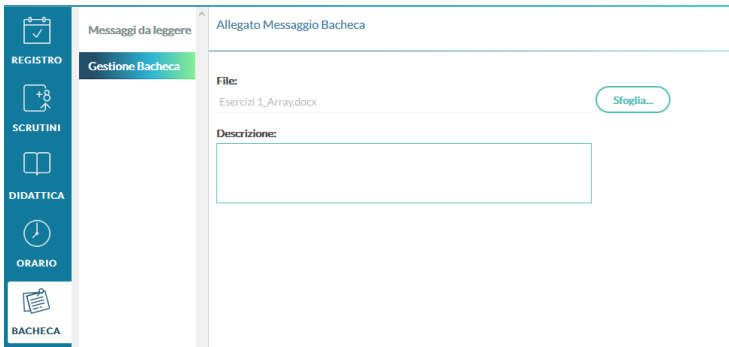 REGISTRO
+8
SCRUTINI
DIDATTICA
ORARIO
BACHECA
Messaggi da leggere
Gestione Bacheca
Allegato Messaggio Bacheca
File:
Esercizi 1_Array.docx
Sfoglia...
Descrizione: